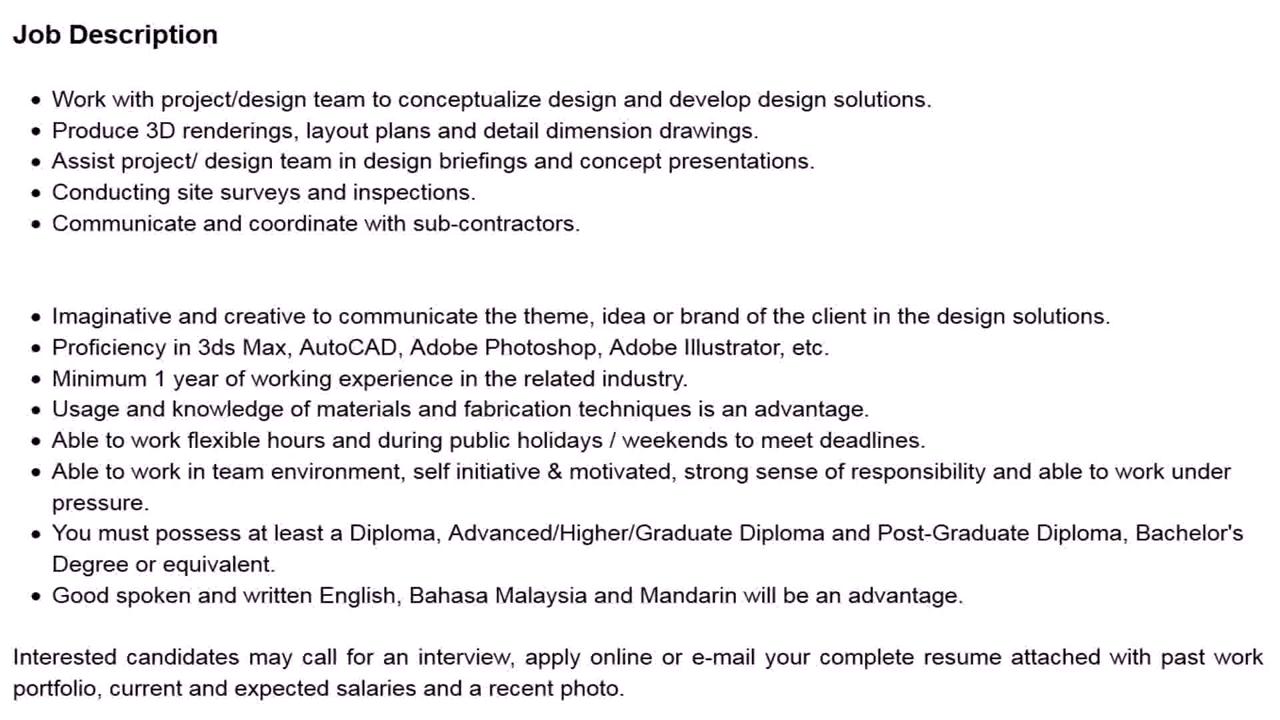 Job Description
• Work with project/design team to conceptualize design and develop design solutions.
• Produce 3D renderings, layout plans and detail dimension drawings.
• Assist project/ design team in design briefings and concept presentations.
• Conducting site surveys and inspections.
• Communicate and coordinate with sub-contractors.
• Imaginative and creative to communicate the theme, idea or brand of the client in the design solutions.
• Proficiency in 3ds Max, AutoCAD, Adobe Photoshop, Adobe Illustrator, etc.
• Minimum 1 year of working experience in the related industry.
• Usage and knowledge of materials and fabrication techniques is an advantage.
• Able to work flexible hours and during public holidays / weekends to meet deadlines.
• Able to work in team environment, self initiative & motivated, strong sense of responsibility and able to work under
pressure.
• You must possess at least a Diploma, Advanced/Higher/Graduate Diploma and Post-Graduate Diploma, Bachelor's
Degree or equivalent.
• Good spoken and written English, Bahasa Malaysia and Mandarin will be an advantage.
Interested candidates may call for an interview, apply online or e-mail your complete resume attached with past work
portfolio, current and expected salaries and a recent photo.